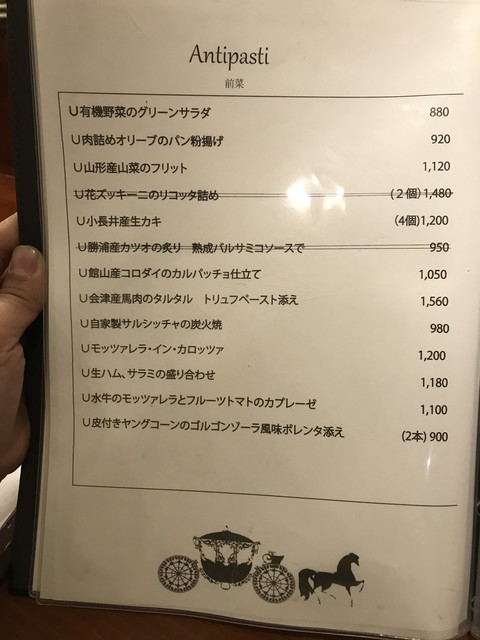 Antipasti
前菜
U有機野菜のグリーンサラダ 880
U肉詰めオリーブのパン粉揚げ 920
U山形産山菜のフリット 1,120
U花ズッキーニのリコッタ詰め (2個)1,480
U小長井産生カキ (4個)1,200
U勝浦産カツオの炙り 熟成バルサミコソースで 950
U館山産コロダイのカルパッチョ仕立て 1,050
U会津産馬肉のタルタル トリュフペースト添え 1,560
U自家製サルシッチャの炭火焼 980
Uモッツァレラ・イン・カロッツァ 1,200
U生ハム、サラミの盛り合わせ 1,180
U水牛のモッツァレラとフルーツトマトのカプレーゼ 1,100
U皮付きヤングコーンのゴルゴンゾーラ風味ポレンタ添え (2本) 900